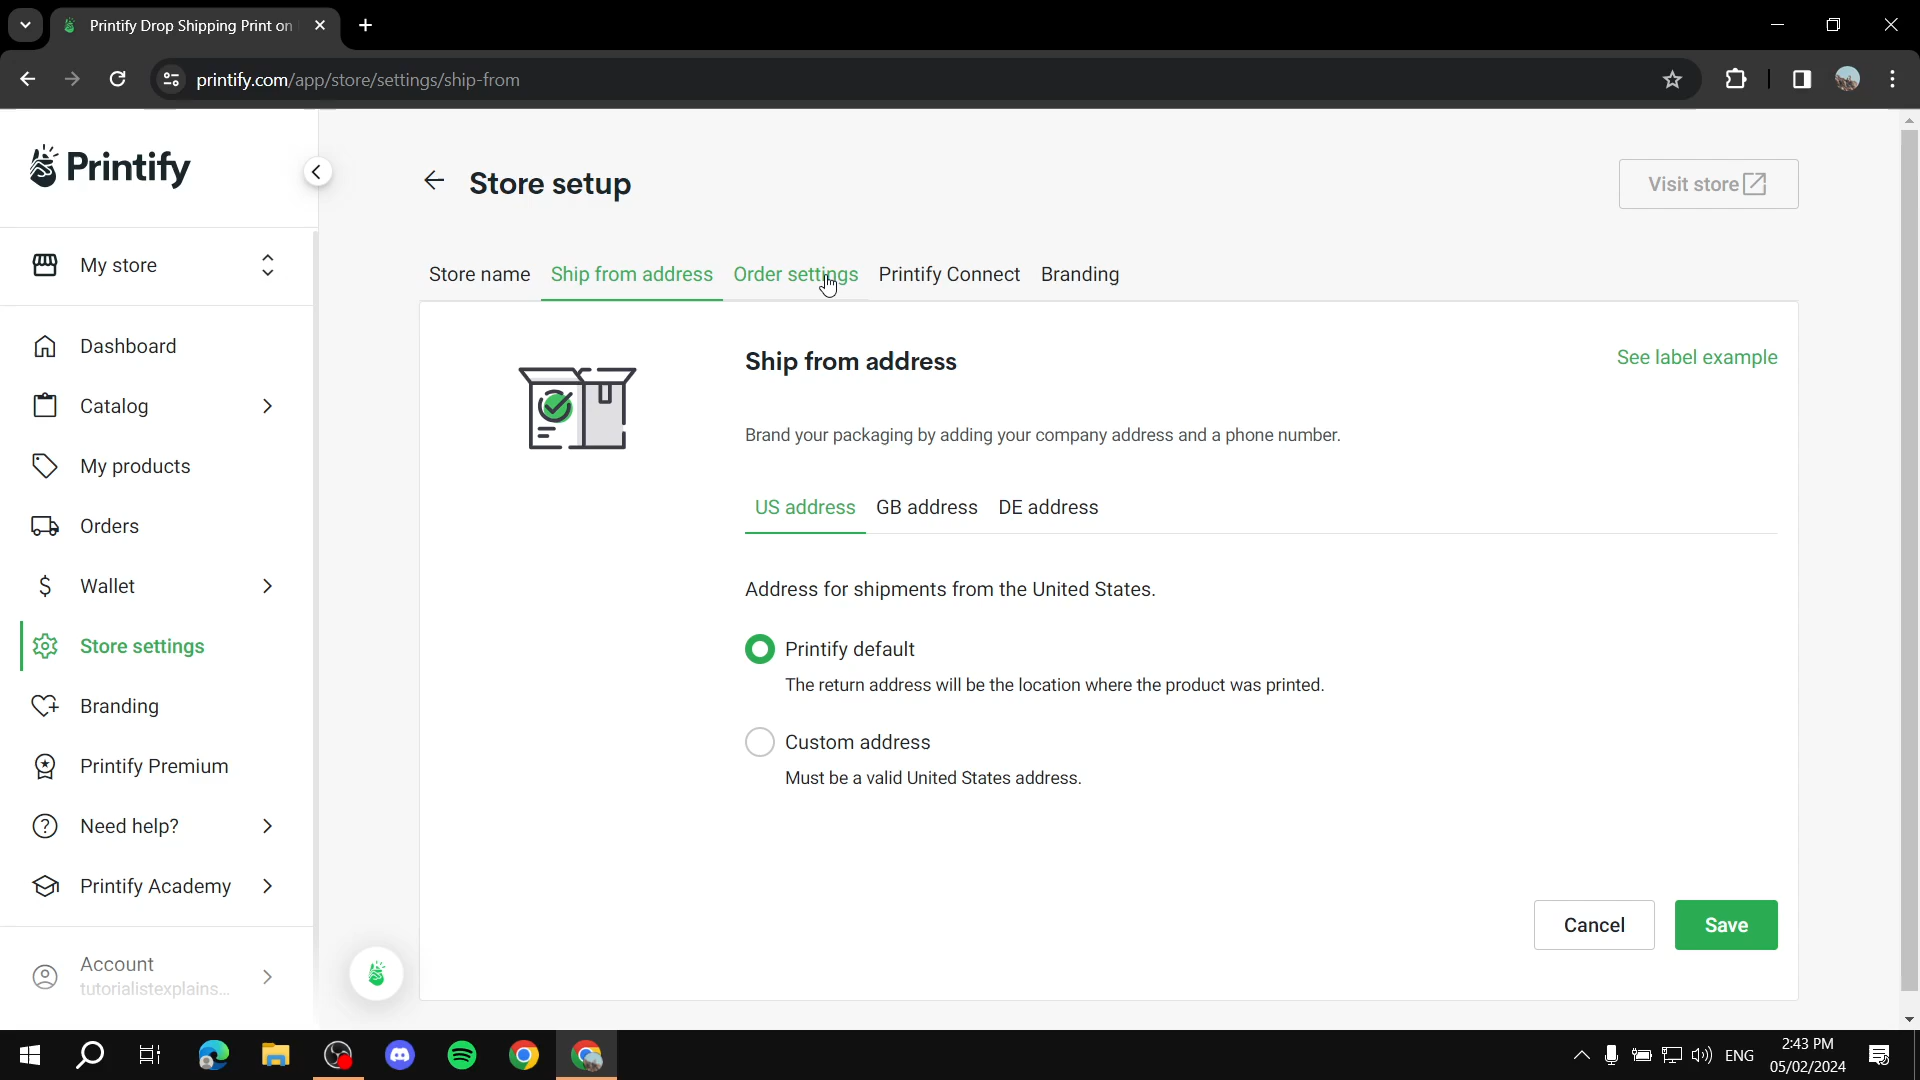 Printify Drop Shipping Print on
printify.com/app/store/settings/ship-from
Printify
Store setup
Visit store
My store
Store name Ship from address Order settings Printify Connect Branding
Dashboard
Catalog
My products
Orders
Wallet
Store settings
Branding
Printify Premium
Need help?
Printify Academy
Account
tutorialistexplains...
Ship from address
See label example
Brand your packaging by adding your company address and a phone number.
US address GB address DE address
Address for shipments from the United States.
Printify default
The return address will be the location where the product was printed.
Custom address
Must be a valid United States address.
Cancel Save
ENG
2:43 PM
05/02/2024